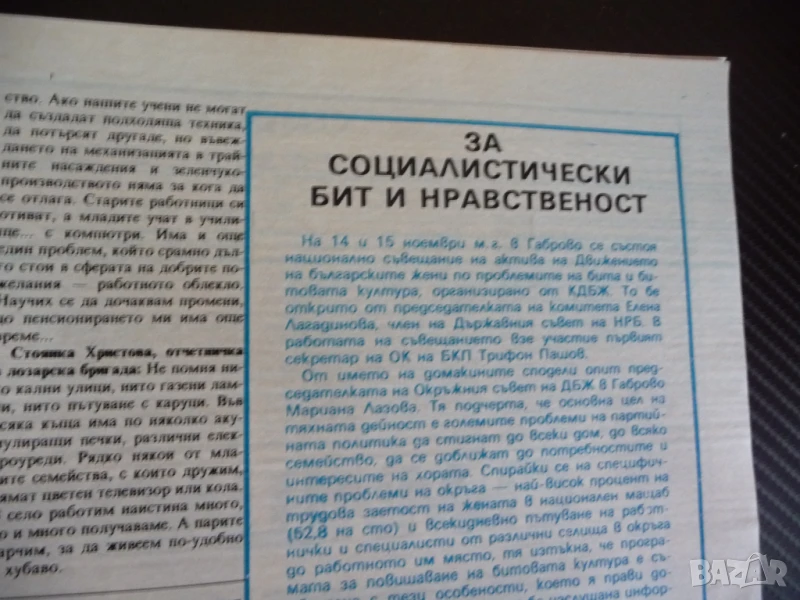 ство. Ако нашите учени не могат
да създадат подходяща техника,
да потърсят другаде, но въвеж-
дането на механизацията в трай-
ните насаждения и зеленчуко-
производството няма за кога да
се отлага. Старите работници си
отиват, а младите учат в учили-
ще... с компютри. Има и още
един проблем, който срамно дъл-
го стои в сферата на добрите по-
желания — работното облекло.
Научих се да дочаквам промени,
до пенсионирането ми има още
време...
Стоянка Христова, отчетничка
лозарска бригада: Не помня ни-
то кални улици, нито газени лам-
пи, нито пътуване с каруци. Във
всяка къща има по няколко аку-
мулиращи печки, различни елек-
троуреди. Рядко някои от мла-
дите семейства, с които дружим,
нямат цветен телевизор или кола.
село работим наистина много,
но и много получаваме. А парите
харчим, за да живеем по-удобно
хубаво.
ЗА
СОЦИАЛИСТИЧЕСКИ
БИТ И НРАВСТВЕНОСТ
На 14 и 15 ноември м.г. в Габрово се състоя
национално съвещание на актива на Движението
на българските жени по проблемите на бита и би-
товата култура, организирано от КДБЖ. То бе
открито от председателката на комитета Елена
Лагадинова, член на Държавния съвет на НРБ. В
работата на съвещанието взе участие първият
секретар на ОК на БКП Трифон Пашов.
От името на домакините сподели опит пред-
седателката на Окръжния съвет на ДБЖ в Габрово
Мариана Лазова. Тя подчерта, че основна цел на
тяхната дейност е големите проблеми на партий-
ната политика да стигнат до всеки дом, до всяко
семейство, да се доближат до потребностите и
интересите на хората. Спирайки се на специфич-
ните проблеми на окръга — най-висок процент на
трудова заетост на жената в национален мащаб
(52,8 на сто) и всекидневно пътуване на работ-
нички и специалисти от различни селища в окръга
до работното им място, тя изтъкна, че програ-
мата за повишаване на битовата култура е съ-
с тези особености, което я прави до-
BAZAR
bazar.bg